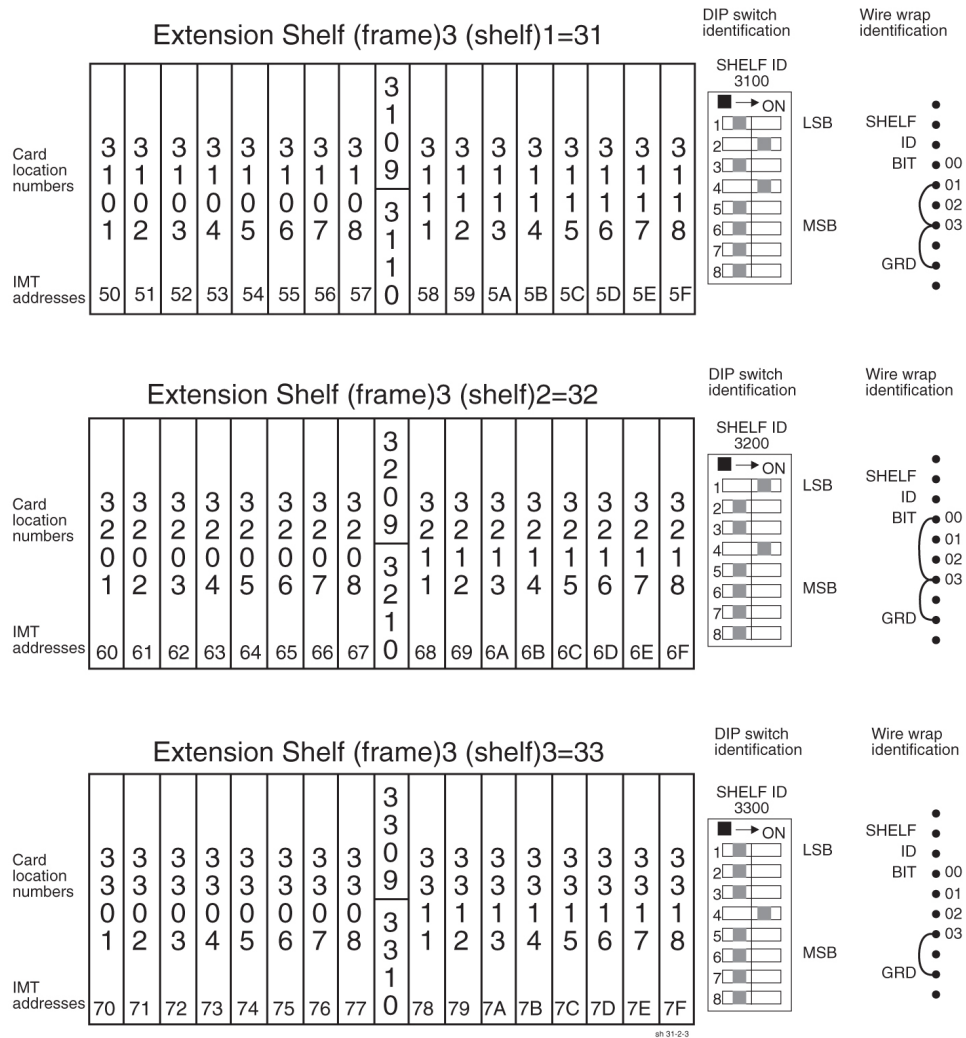 Extension Shelf (frame)3 (shelf)1=31
DIP switch
identification
Wire wrap
identification
Card
location
numbers
3101 3102 3103 3104 3105 3106 3107 3108 3109 3110 3111 3112 3113 3114 3115 3116 3117 3118
IMT
addresses
50 51 52 53 54 55 56 57 58 59 5A 5B 5C 5D 5E 5F
SHELF ID
3100
ON
1 LSB
2
3
4
5
6 MSB
7
8
SHELF
ID
BIT 00
01
02
03
GRD
Extension Shelf (frame)3 (shelf)2=32
DIP switch
identification
Wire wrap
identification
Card
location
numbers
3201 3202 3203 3204 3205 3206 3207 3208 3209 3210 3211 3212 3213 3214 3215 3216 3217 3218
IMT
addresses
60 61 62 63 64 65 66 67 68 69 6A 6B 6C 6D 6E 6F
SHELF ID
3200
ON
1 LSB
2
3
4
5
6 MSB
7
8
SHELF
ID
BIT 00
01
02
03
GRD
Extension Shelf (frame)3 (shelf)3=33
DIP switch
identification
Wire wrap
identification
Card
location
numbers
3301 3302 3303 3304 3305 3306 3307 3308 3309 3310 3311 3312 3313 3314 3315 3316 3317 3318
IMT
addresses
70 71 72 73 74 75 76 77 78 79 7A 7B 7C 7D 7E 7F
SHELF ID
3300
ON
1 LSB
2
3
4
5
6 MSB
7
8
SHELF
ID
BIT 00
01
02
03
GRD
sh 31-2-3